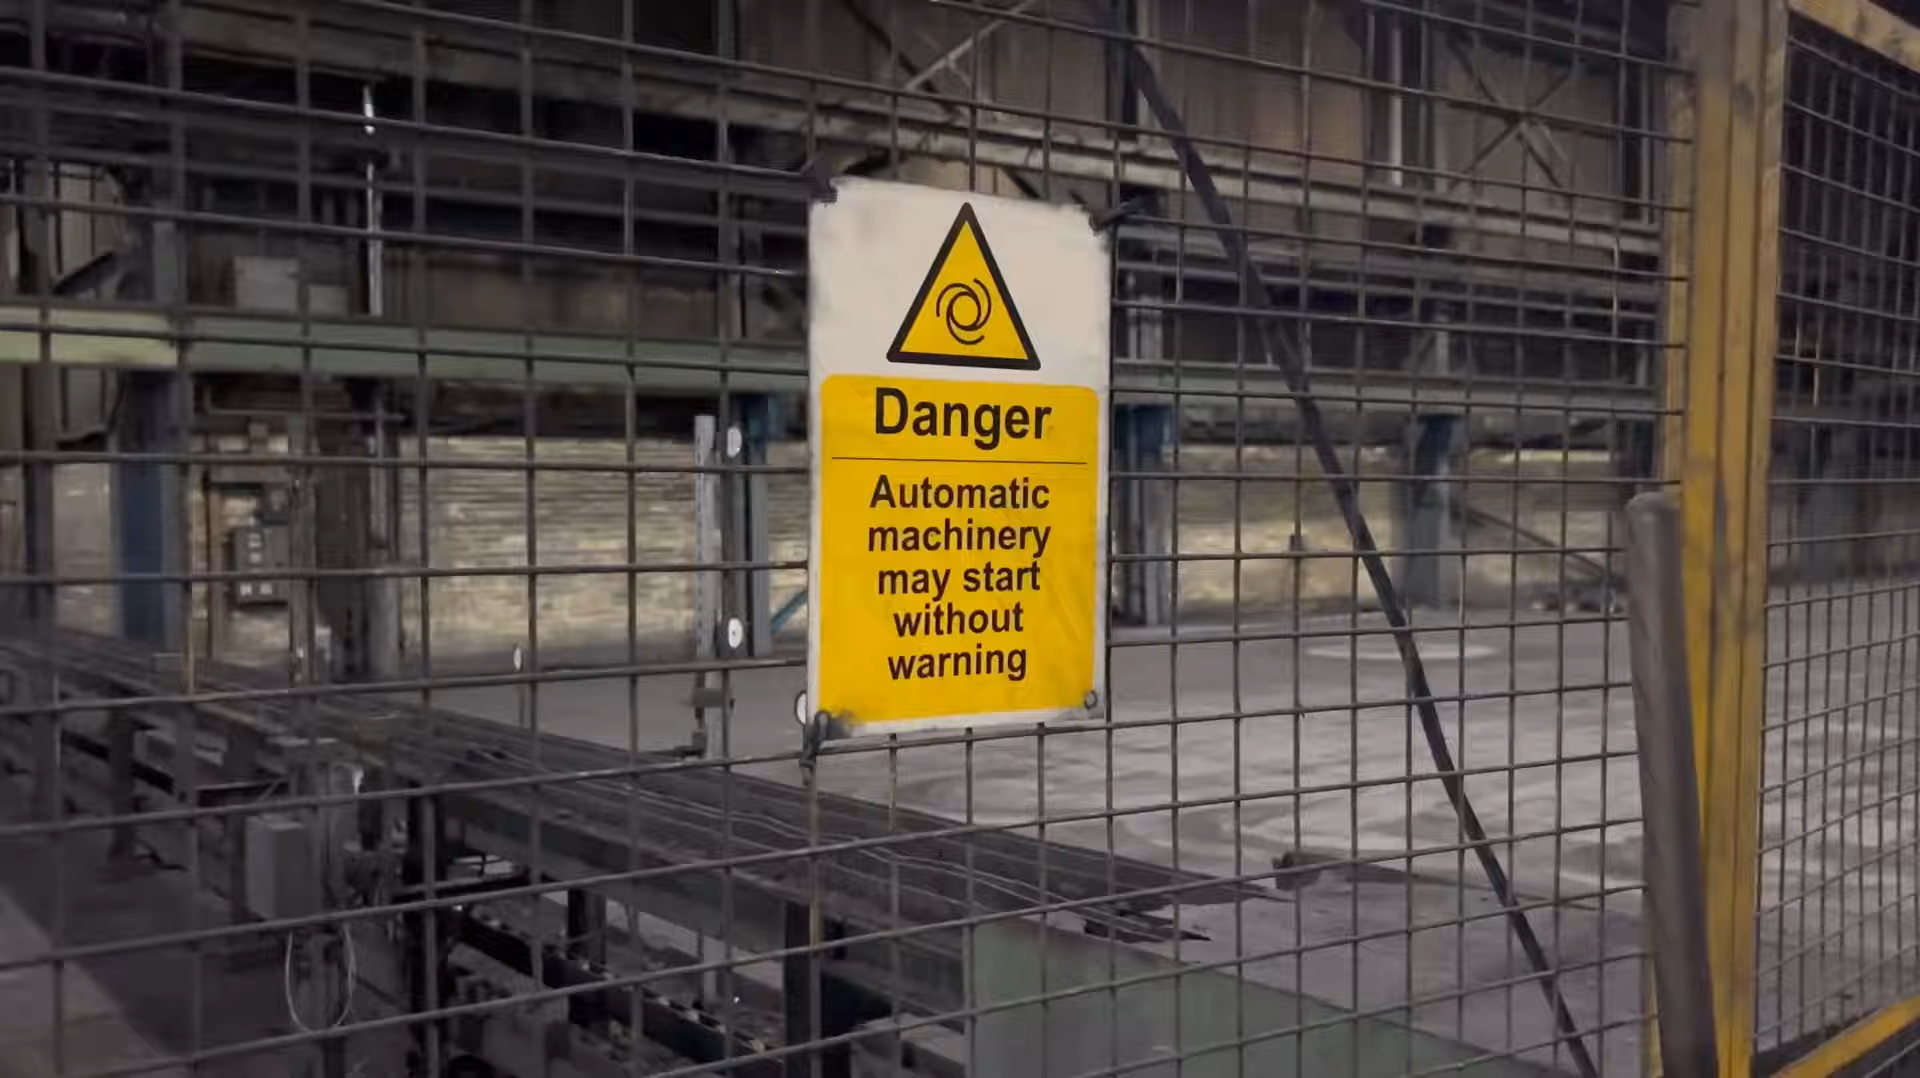 Danger
Automatic
machinery
may start
without
warning